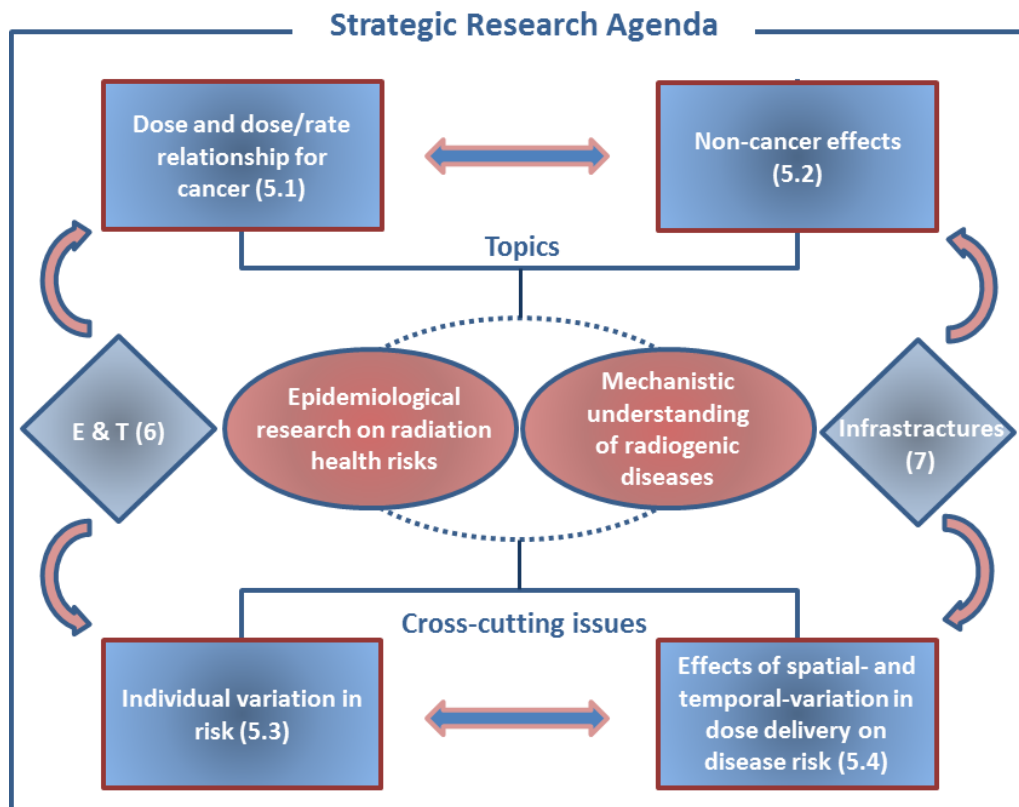 Strategic Research Agenda
Dose and dose/rate
relationship for
cancer (5.1)
Non-cancer effects
(5.2)
Topics
E & T (6)
Epidemiological
research on radiation
health risks
Mechanistic
understanding
of radiogenic
diseases
Infrastractures
(7)
Cross-cutting issues
Individual variation in
risk (5.3)
Effects of spatial- and
temporal-variation in
dose delivery on
disease risk (5.4)